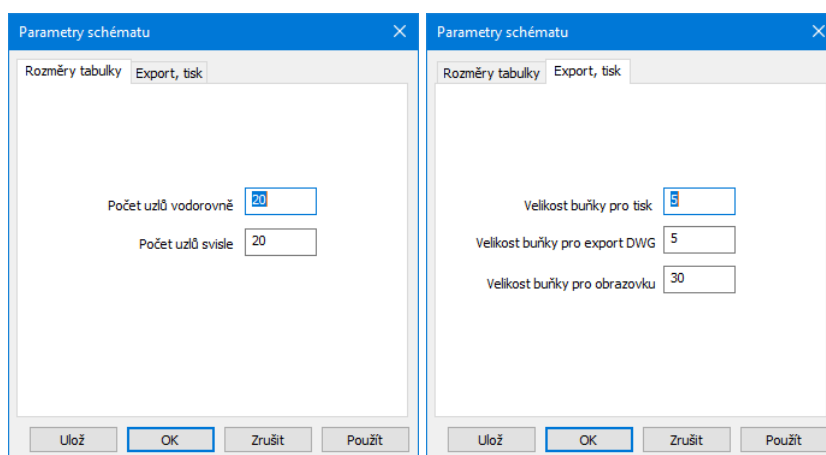 Parametry schématu
Rozměry tabulky Export, tisk
Počet uzlů vodorovně 20
Počet uzlů svisle 20
Ulož OK Zrušit Použít
Parametry schématu
Rozměry tabulky Export, tisk
Velikost buňky pro tisk 5
Velikost buňky pro export DWG 5
Velikost buňky pro obrazovku 30
Ulož OK Zrušit Použít